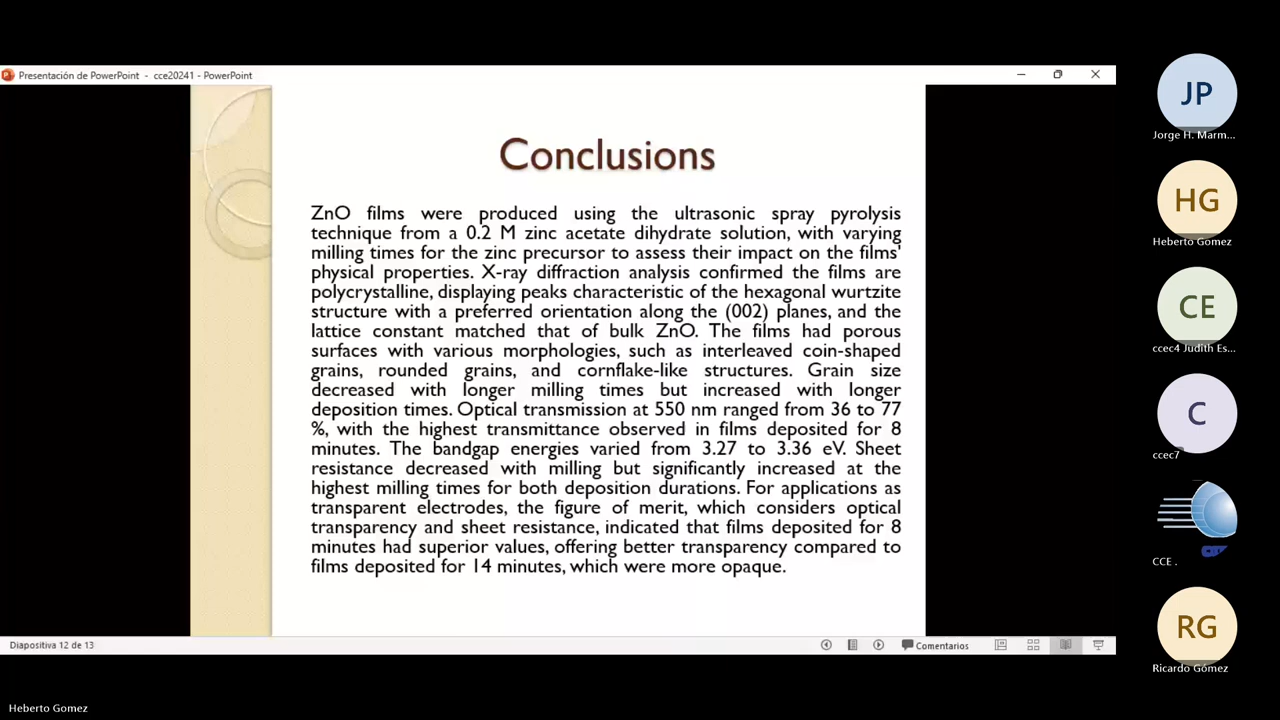 Presentación de PowerPoint - cce20241 - PowerPoint
Conclusions
ZnO films were produced using the ultrasonic spray pyrolysis
technique from a 0.2 M zinc acetate dihydrate solution, with varying
milling times for the zinc precursor to assess their impact on the films'
physical properties. X-ray diffraction analysis confirmed the films are
polycrystalline, displaying peaks characteristic of the hexagonal wurtzite
structure with a preferred orientation along the (002) planes, and the
lattice constant matched that of bulk ZnO. The films had porous
surfaces with various morphologies, such as interleaved coin-shaped
grains, rounded grains, and cornflake-like structures. Grain size
decreased with longer milling times but increased with longer
deposition times. Optical transmission at 550 nm ranged from 36 to 77
%, with the highest transmittance observed in films deposited for 8
minutes. The bandgap energies varied from 3.27 to 3.36 eV. Sheet
resistance decreased with milling but significantly increased at the
highest milling times for both deposition durations. For applications as
transparent electrodes, the figure of merit, which considers optical
transparency and sheet resistance, indicated that films deposited for 8
minutes had superior values, offering better transparency compared to
films deposited for 14 minutes, which were more opaque.
Diapositiva 12 de 13
Comentarios
Heberto Gomez
JP
Jorge H. Marm...
HG
Heberto Gomez
CE
ccec4 Judith Es...
C
ccec7
CCE .
RG
Ricardo Gómez